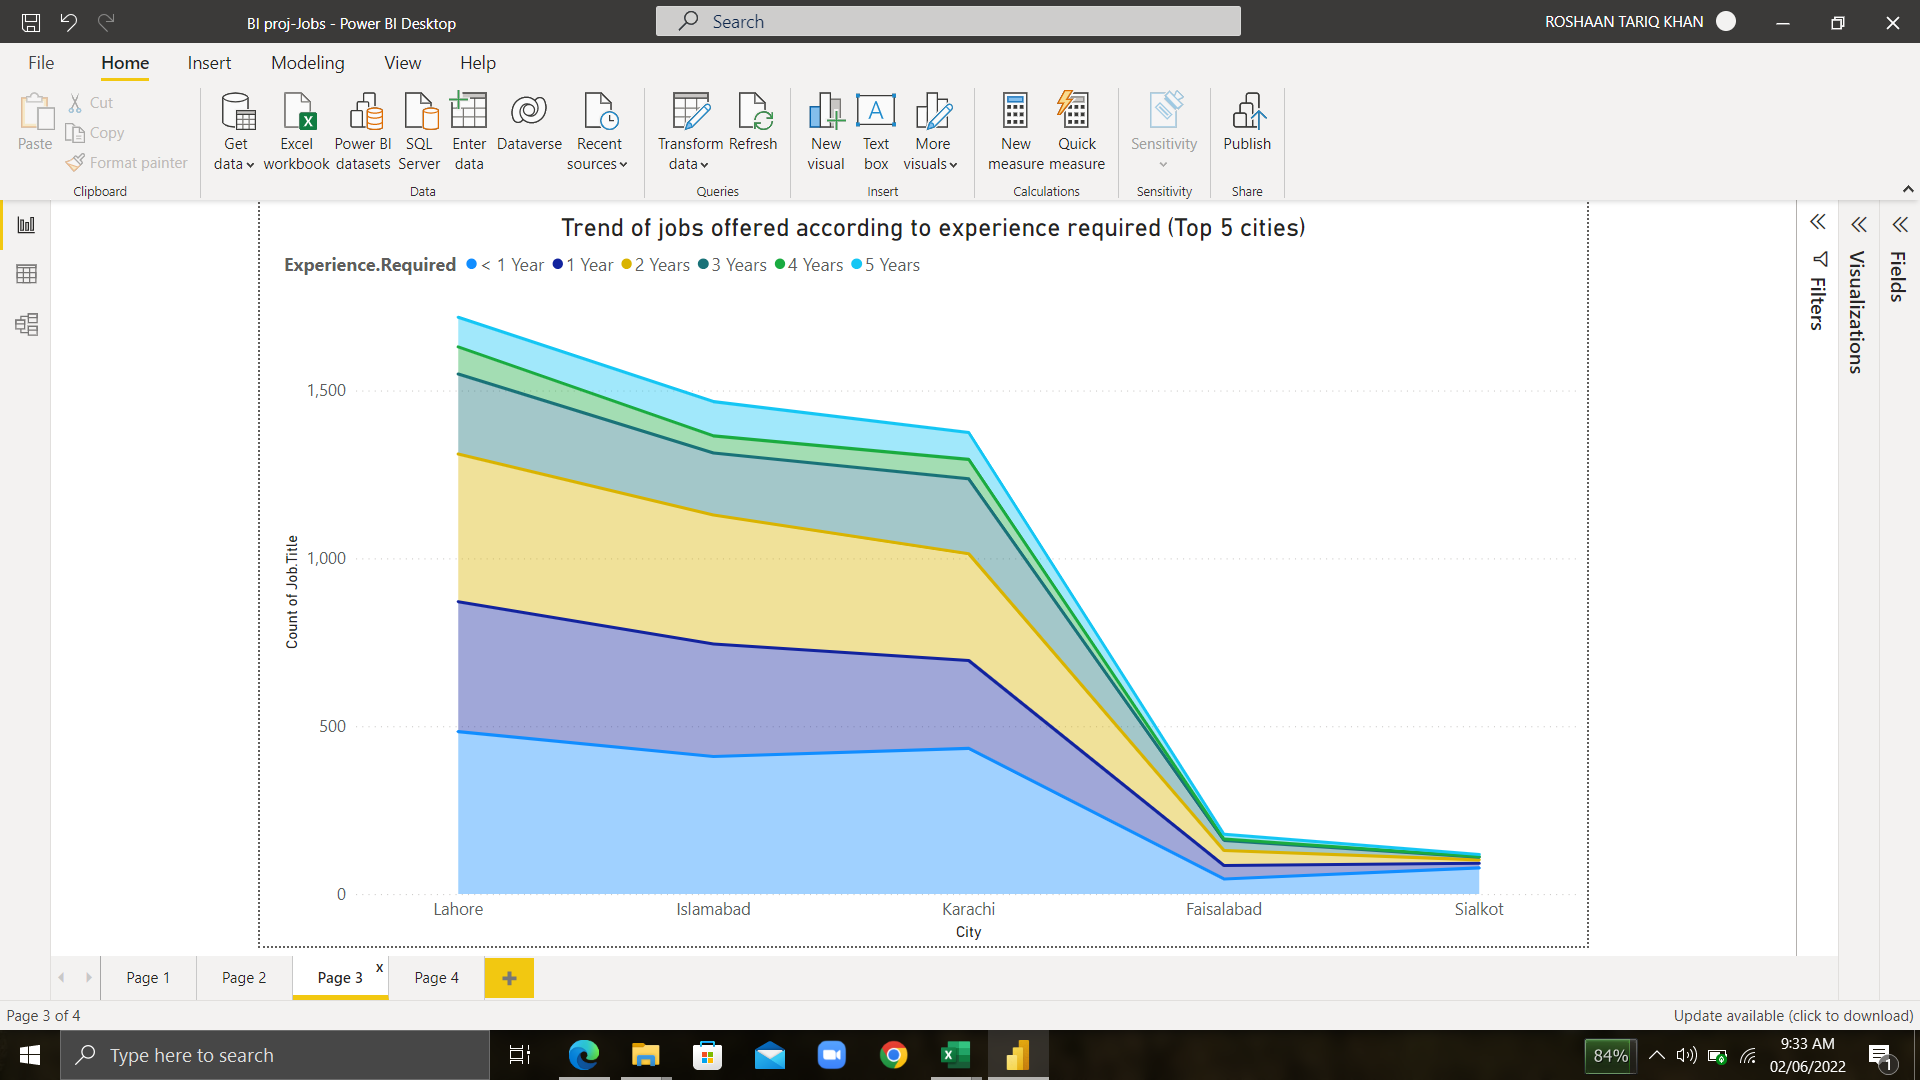 BI proj-Jobs - Power BI Desktop
Search
ROSHAAN TARIQ KHAN
File Home Insert Modeling View Help
Paste
Cut
Copy
Format painter
Clipboard
Get data
Excel workbook
Power BI datasets
SQL Server
Enter data
Dataverse
Recent sources
Data
Transform data
Refresh
Queries
New visual
Text box
More visuals
Insert
New measure
Quick measure
Calculations
Sensitivity
Sensitivity
Publish
Share
Trend of jobs offered according to experience required (Top 5 cities)
Experience.Required < 1 Year 1 Year 2 Years 3 Years 4 Years 5 Years
Count of Job.Title
1,500
1,000
500
0
Lahore Islamabad Karachi Faisalabad Sialkot
City
Filters
Visualizations
Fields
Page 1 Page 2 Page 3 x Page 4 +
Page 3 of 4
Update available (click to download)
Type here to search
84%
9:33 AM
02/06/2022
1